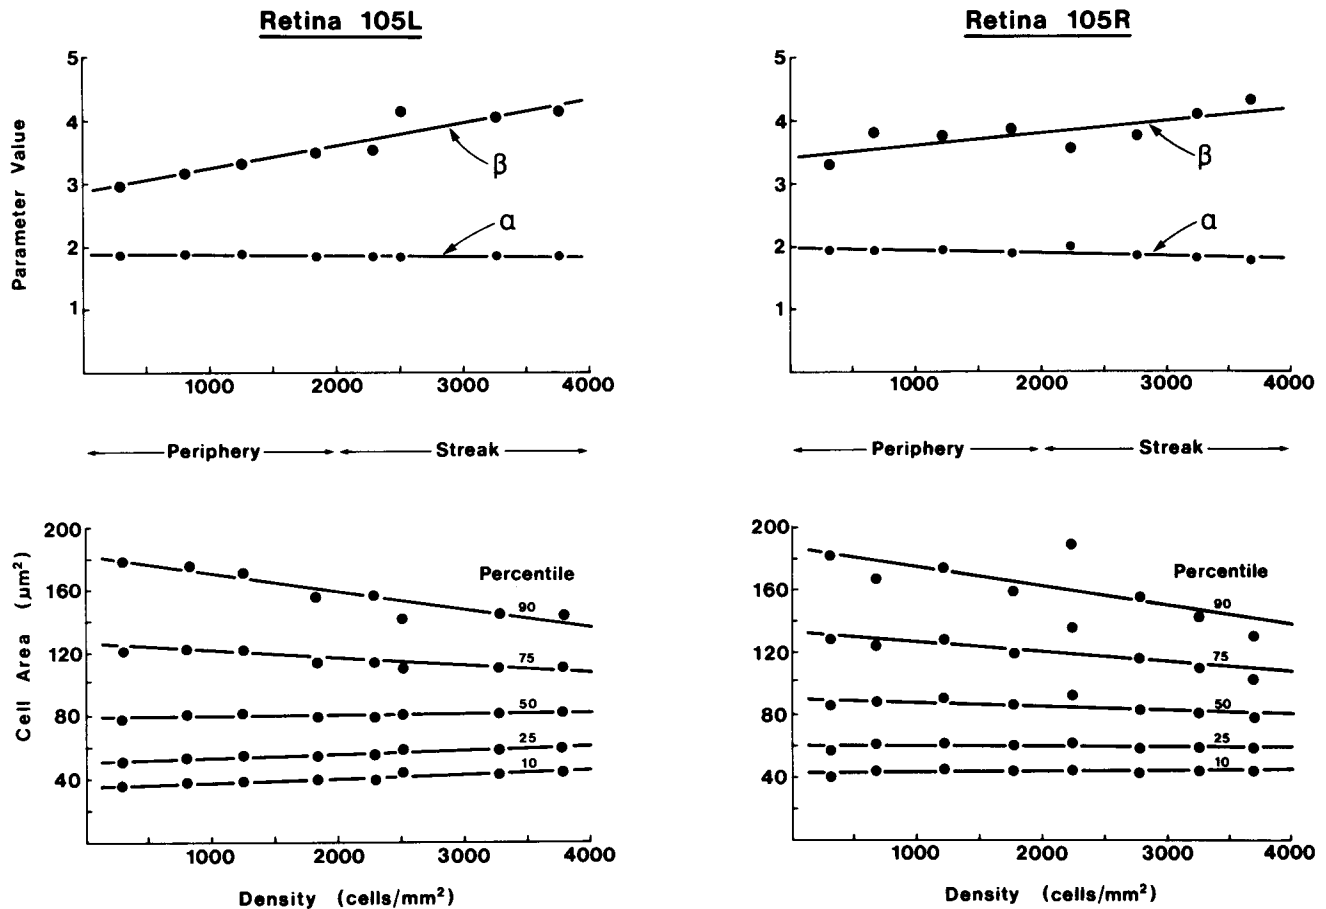 Retina 105L
Retina 105R
Parameter Value
5
4
3
2
1
β
α
1000 2000 3000 4000
5
4
3
2
1
β
α
1000 2000 3000 4000
Periphery Streak
Periphery Streak
Cell Area (μm²)
200
160
120
80
40
Percentile
90
75
50
25
10
1000 2000 3000 4000
Density (cells/mm²)
200
160
120
80
40
Percentile
90
75
50
25
10
1000 2000 3000 4000
Density (cells/mm²)